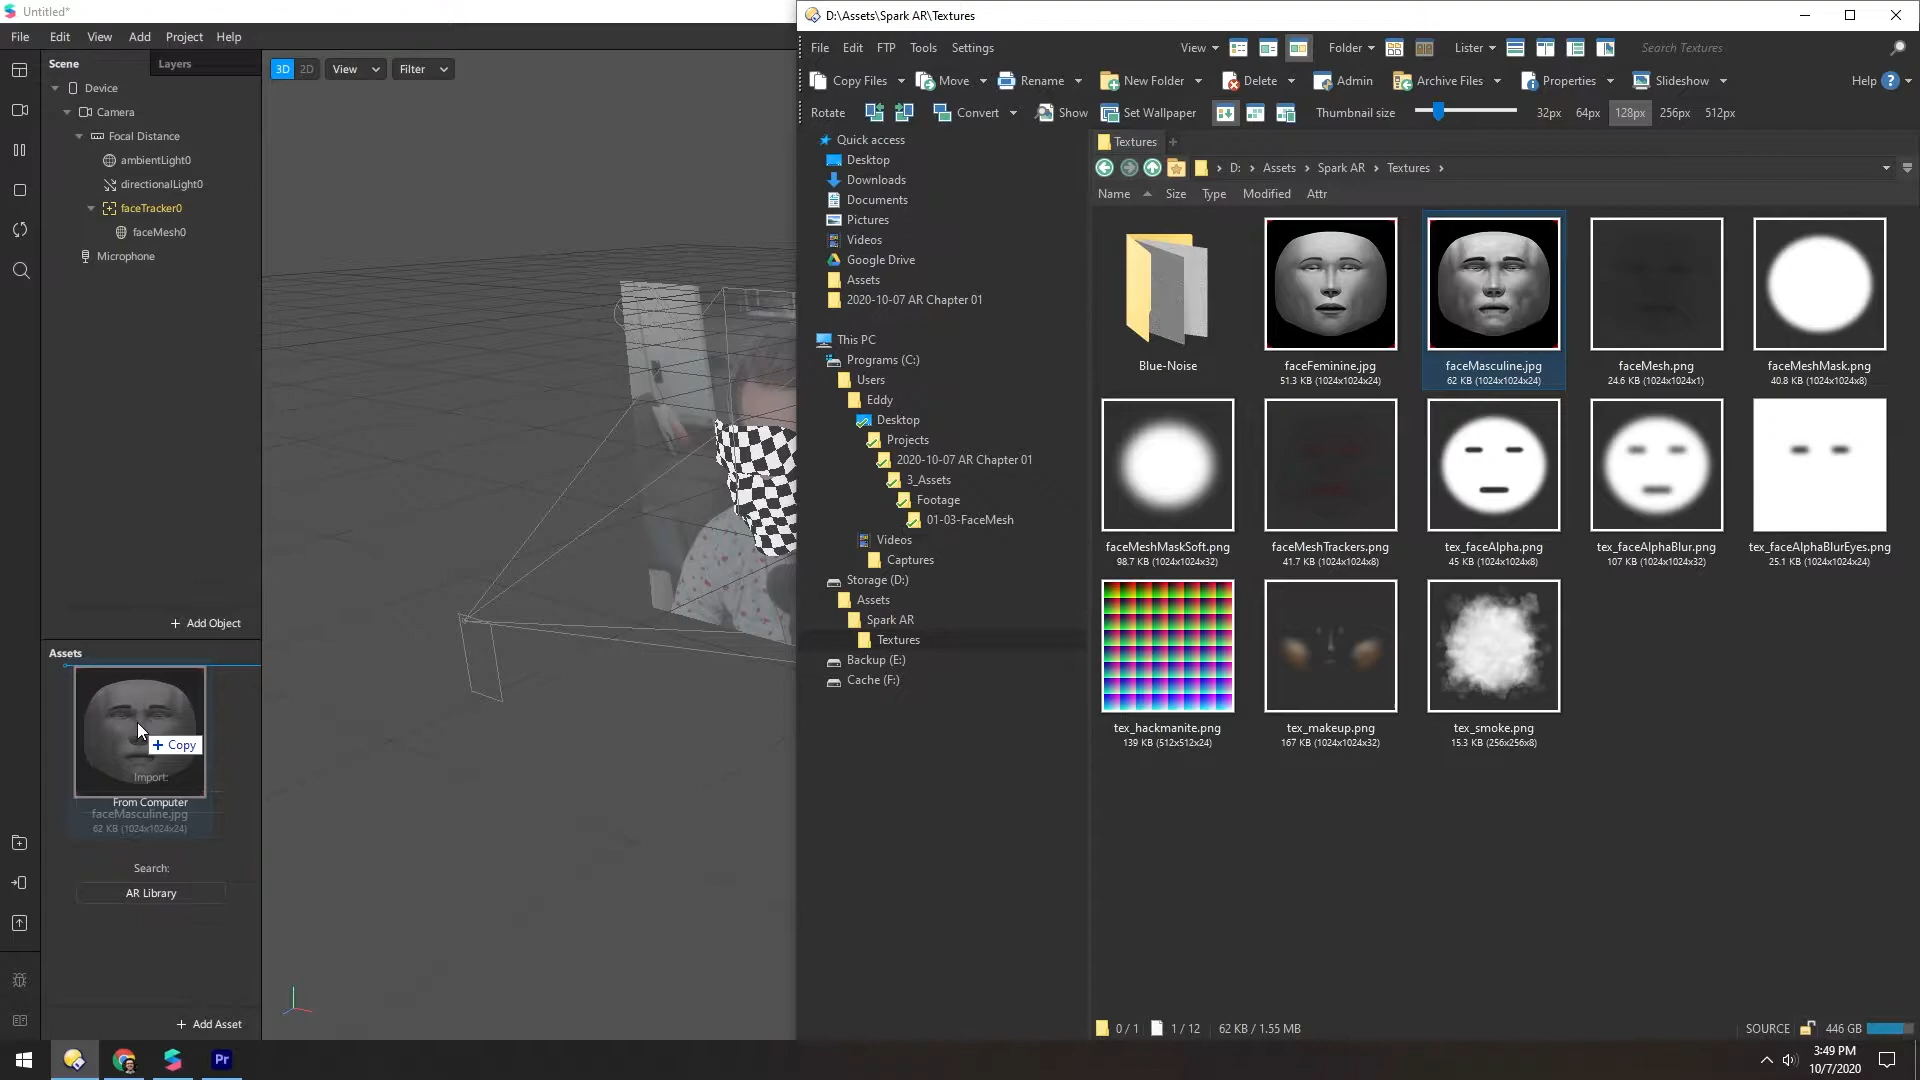 Untitled*
File Edit View Add Project Help
Scene
Layers
Device
Camera
Focal Distance
ambientLight0
directionalLight0
faceTracker0
faceMesh0
Microphone
+ Add Object
Assets
+ Copy
Import:
From Computer
faceMasculine.jpg
62 KB (1024x1024x24)
Search:
AR Library
+ Add Asset
3D 2D View Filter
D:\Assets\Spark AR\Textures
File Edit FTP Tools Settings
View Folder Lister Search Textures
Copy Files Move Rename New Folder Delete Admin Archive Files Properties Slideshow Help
Rotate Convert Show Set Wallpaper Thumbnail size 32px 64px 128px 256px 512px
Quick access
Desktop
Downloads
Documents
Pictures
Videos
Google Drive
Assets
2020-10-07 AR Chapter 01
This PC
Programs (C:)
Users
Eddy
Desktop
Projects
2020-10-07 AR Chapter 01
3_Assets
Footage
01-03-FaceMesh
Videos
Captures
Storage (D:)
Assets
Spark AR
Textures
Backup (E:)
Cache (F:)
Textures
D: › Assets › Spark AR › Textures ›
Name Size Type Modified Attr
Blue-Noise
faceFeminine.jpg
51.3 KB (1024x1024x24)
faceMasculine.jpg
62 KB (1024x1024x24)
faceMesh.png
24.6 KB (1024x1024x1)
faceMeshMask.png
40.8 KB (1024x1024x8)
faceMeshMaskSoft.png
98.7 KB (1024x1024x32)
faceMeshTrackers.png
41.7 KB (1024x1024x8)
tex_faceAlpha.png
45 KB (1024x1024x8)
tex_faceAlphaBlur.png
107 KB (1024x1024x32)
tex_faceAlphaBlurEyes.png
25.1 KB (1024x1024x24)
tex_hackmanite.png
139 KB (512x512x24)
tex_makeup.png
167 KB (1024x1024x32)
tex_smoke.png
15.3 KB (256x256x8)
0 / 1 1 / 12 62 KB / 1.55 MB SOURCE 446 GB
Pr
3:49 PM
10/7/2020